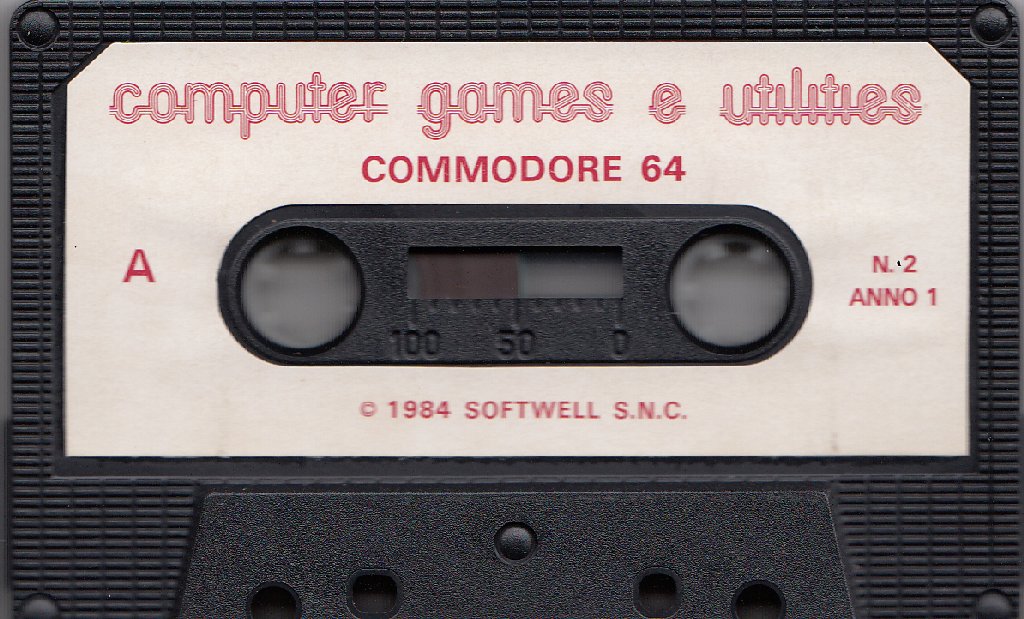 computer games e utilities
COMMODORE 64
A
N. 2
ANNO 1
100 50 0
© 1984 SOFTWELL S.N.C.